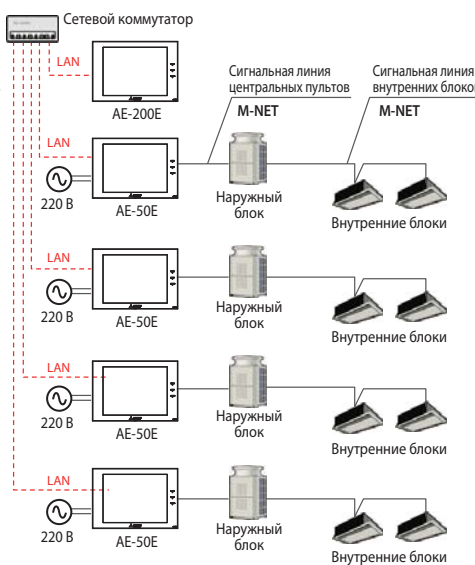 Сетевой коммутатор
LAN
AE-200E
Сигнальная линия
центральных пультов
M-NET
Сигнальная линия
внутренних блоков
M-NET
LAN
220 В
AE-50E
Наружный
блок
Внутренние блоки
LAN
220 В
AE-50E
Наружный
блок
Внутренние блоки
LAN
220 В
AE-50E
Наружный
блок
Внутренние блоки
LAN
220 В
AE-50E
Наружный
блок
Внутренние блоки